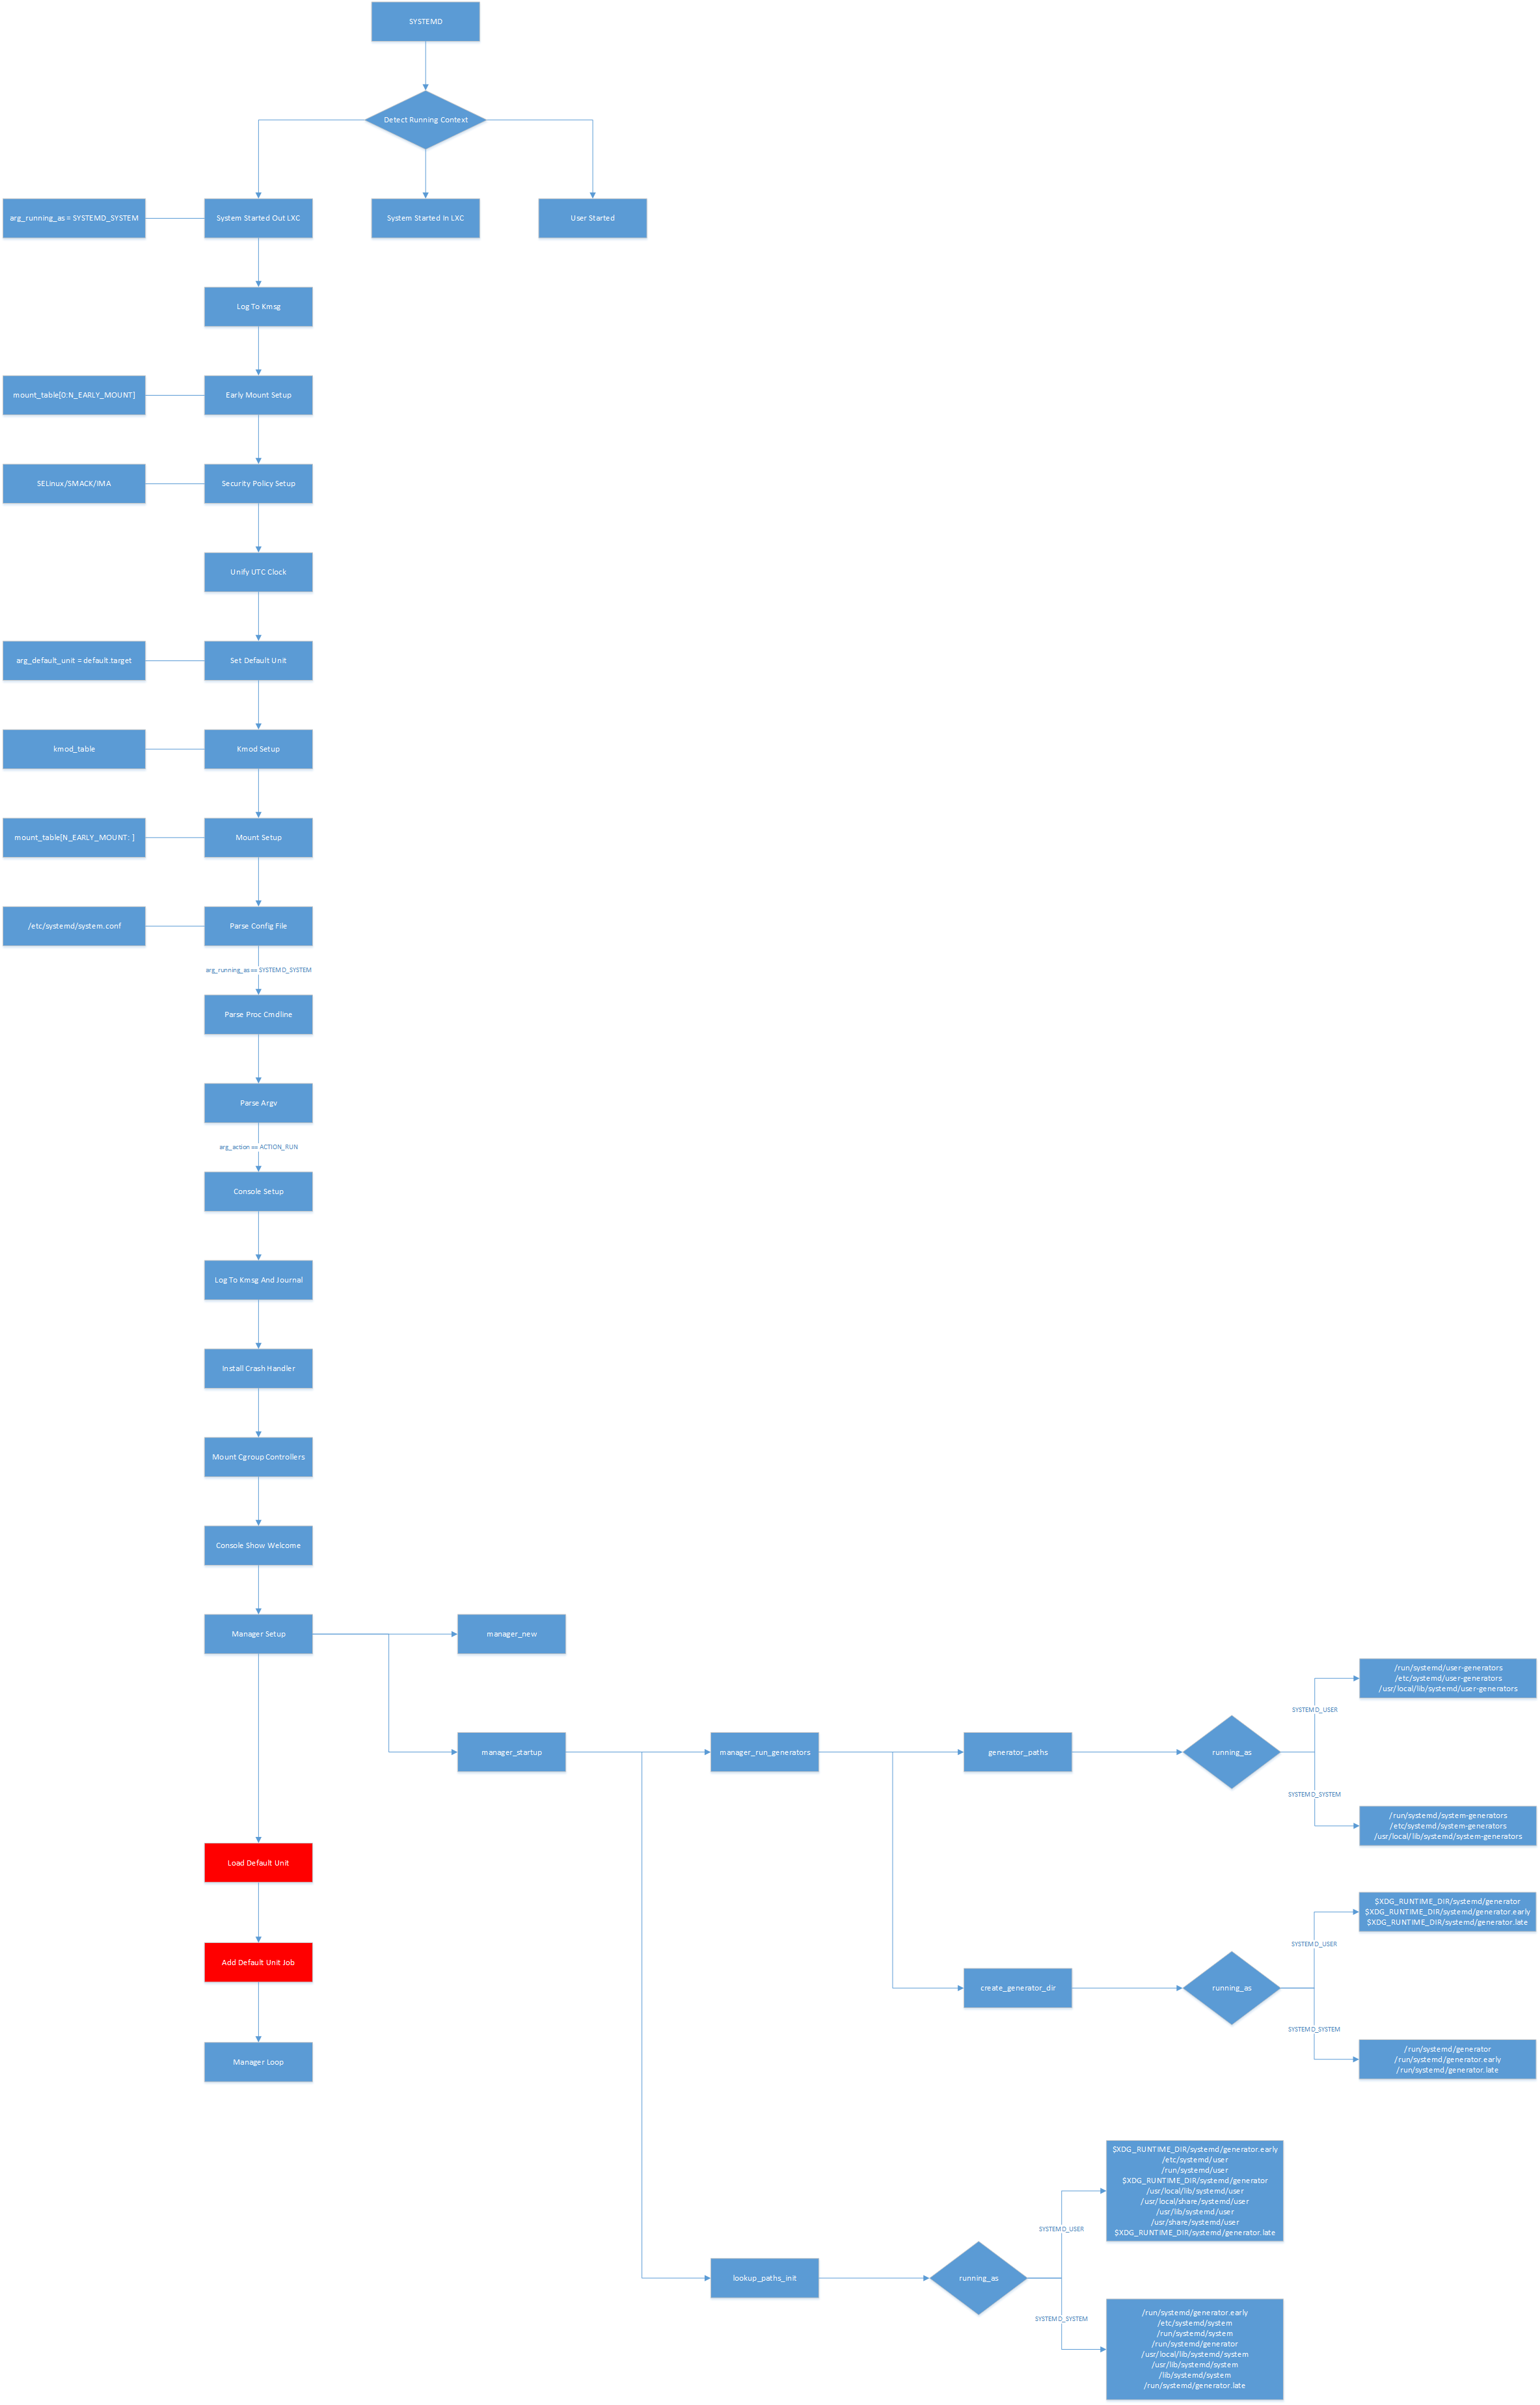 SYSTEMD
Detect Running Context
arg_running_as = SYSTEMD_SYSTEM
System Started Out LXC
System Started In LXC
User Started
Log To Kmsg
mount_table[0:N_EARLY_MOUNT]
Early Mount Setup
SELinux/SMACK/IMA
Security Policy Setup
Unify UTC Clock
arg_default_unit = default.target
Set Default Unit
kmod_table
Kmod Setup
mount_table[N_EARLY_MOUNT: ]
Mount Setup
/etc/systemd/system.conf
Parse Config File
arg_running_as == SYSTEMD_SYSTEM
Parse Proc Cmdline
Parse Argv
arg_action == ACTION_RUN
Console Setup
Log To Kmsg And Journal
Install Crash Handler
Mount Cgroup Controllers
Console Show Welcome
Manager Setup
manager_new
manager_startup
manager_run_generators
generator_paths
running_as
SYSTEMD_USER
/run/systemd/user-generators
/etc/systemd/user-generators
/usr/local/lib/systemd/user-generators
SYSTEMD_SYSTEM
/run/systemd/system-generators
/etc/systemd/system-generators
/usr/local/lib/systemd/system-generators
Load Default Unit
Add Default Unit Job
create_generator_dir
running_as
SYSTEMD_USER
$XDG_RUNTIME_DIR/systemd/generator
$XDG_RUNTIME_DIR/systemd/generator.early
$XDG_RUNTIME_DIR/systemd/generator.late
SYSTEMD_SYSTEM
/run/systemd/generator
/run/systemd/generator.early
/run/systemd/generator.late
Manager Loop
lookup_paths_init
running_as
SYSTEMD_USER
$XDG_RUNTIME_DIR/systemd/generator.early
/etc/systemd/user
/run/systemd/user
$XDG_RUNTIME_DIR/systemd/generator
/usr/local/lib/systemd/user
/usr/local/share/systemd/user
/usr/lib/systemd/user
/usr/share/systemd/user
$XDG_RUNTIME_DIR/systemd/generator.late
SYSTEMD_SYSTEM
/run/systemd/generator.early
/etc/systemd/system
/run/systemd/system
/run/systemd/generator
/usr/local/lib/systemd/system
/usr/lib/systemd/system
/lib/systemd/system
/run/systemd/generator.late